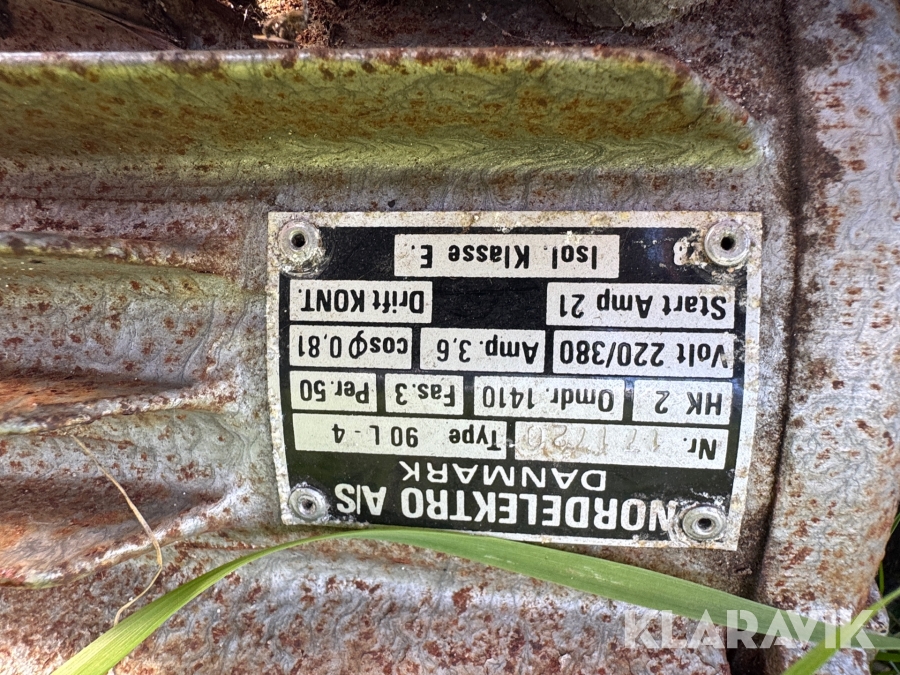 NORDELEKTRO A/S
DANMARK
Nr. Type 90 L - 4
HK 2 Omdr. 1410 Fas. 3 Per. 50
Volt 220/380 Amp. 3,6 cosφ 0,81
Start Amp 21 Drift KONT.
Isol. Klasse E.
KLARAVIK